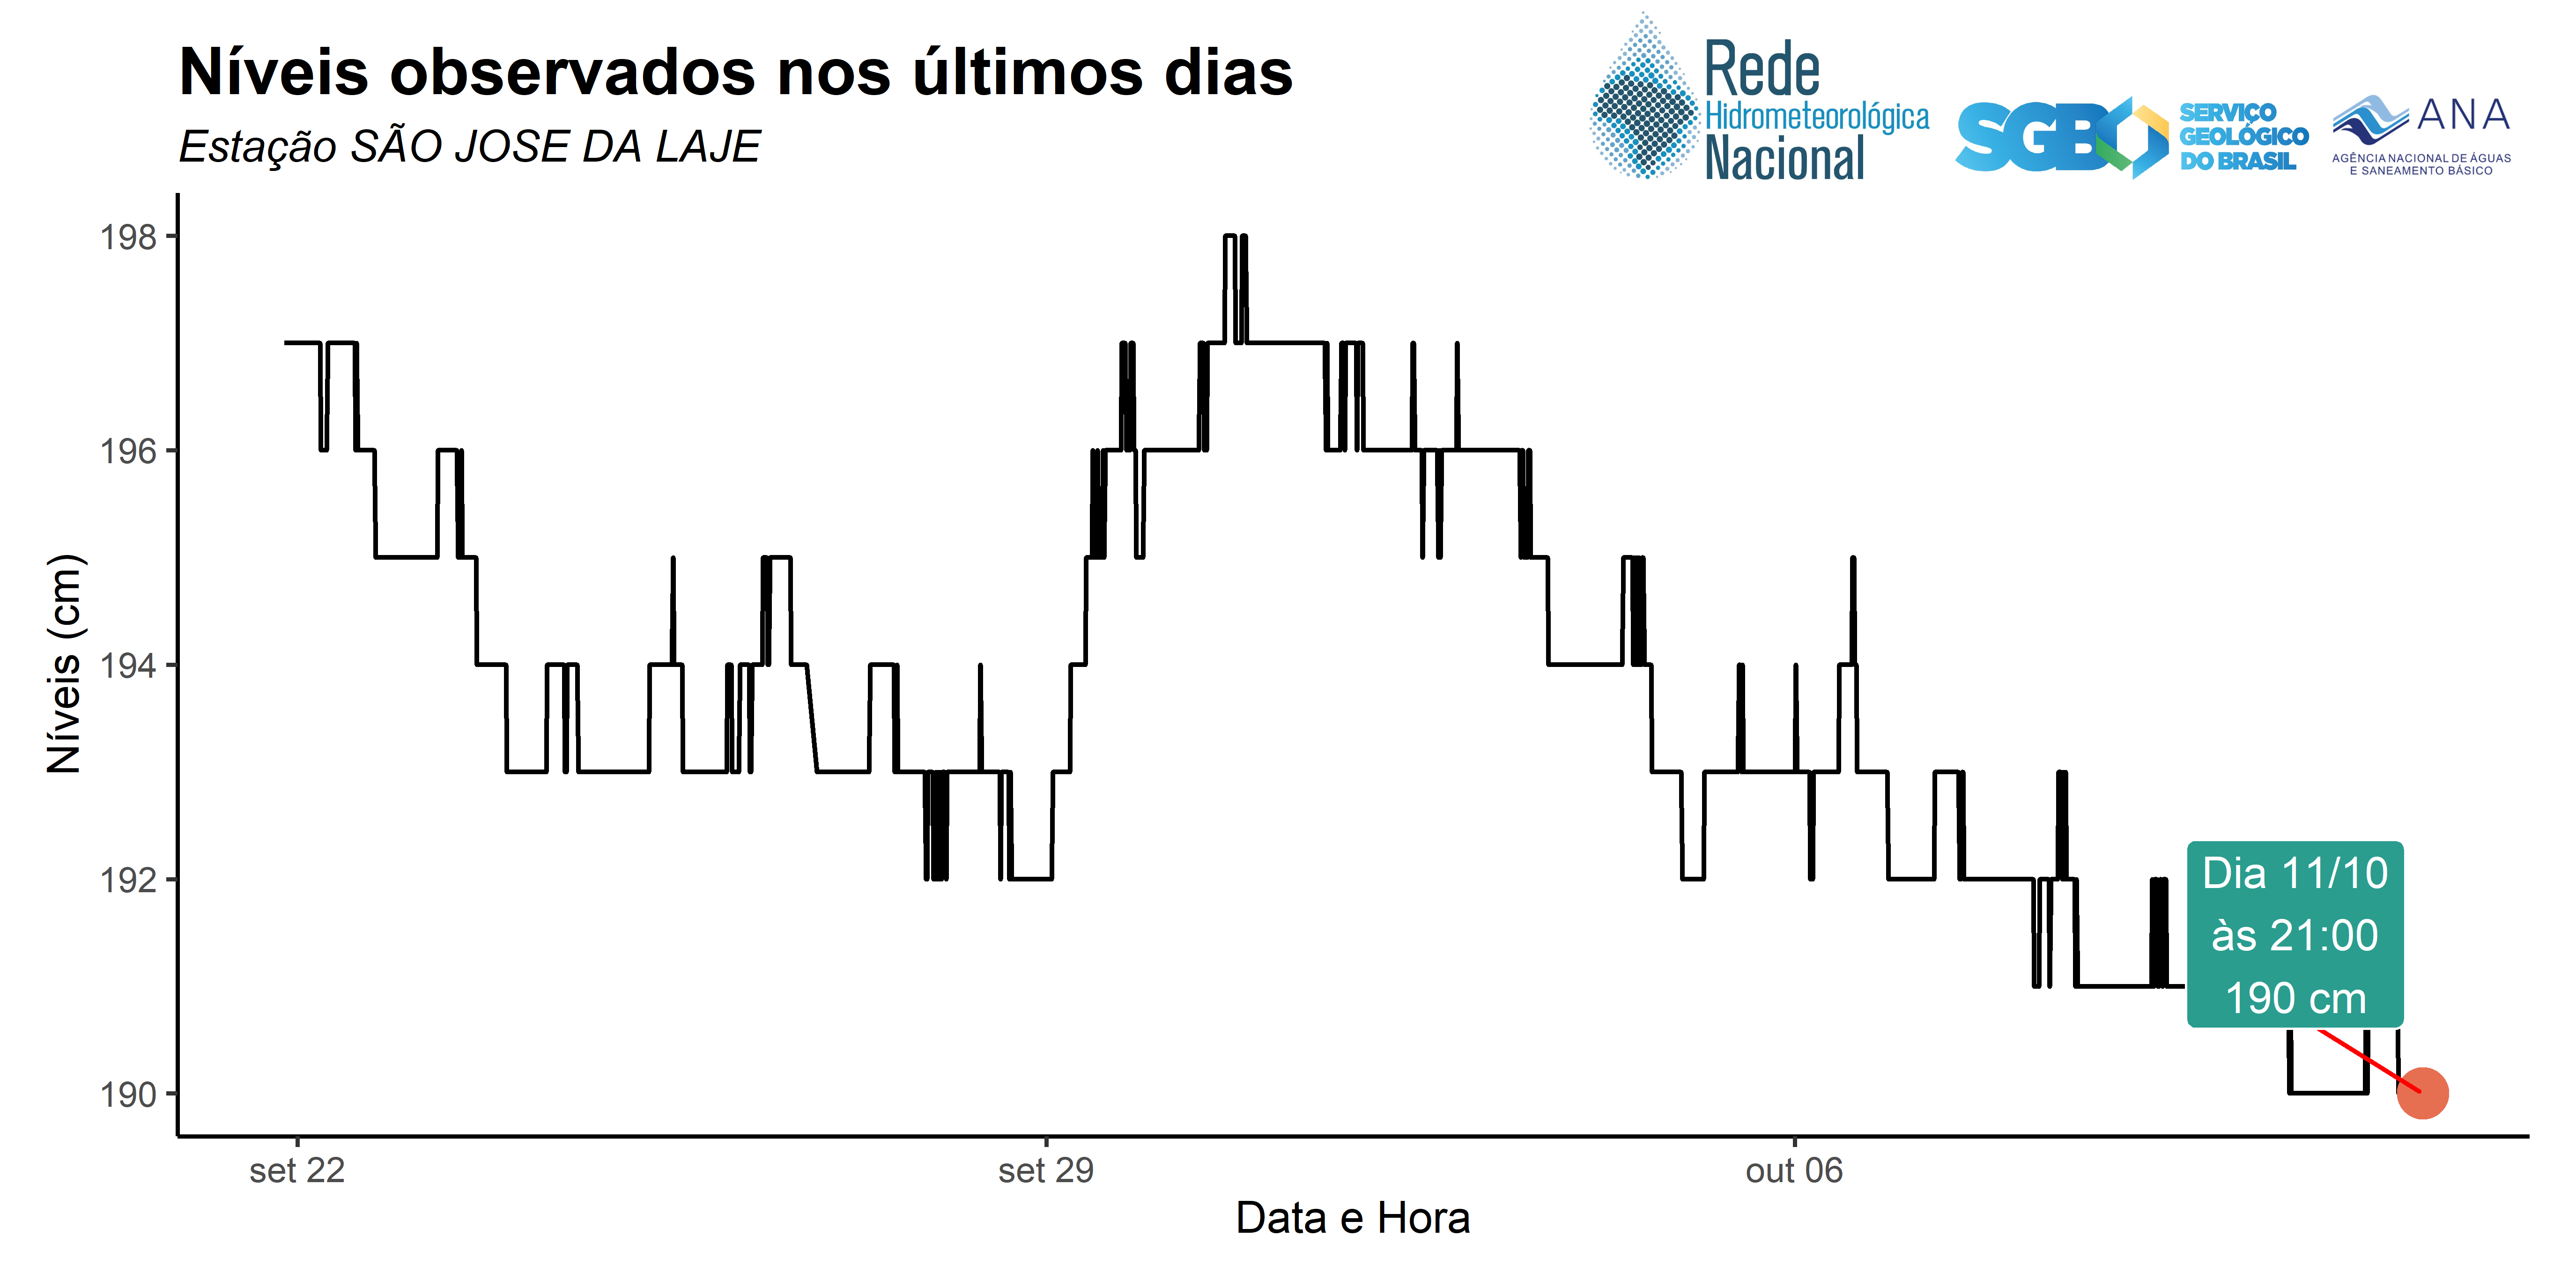 Níveis observados nos últimos dias
Estação SÃO JOSE DA LAJE
Rede
Hidrometeorológica
Nacional
SGB
SERVIÇO
GEOLÓGICO
DO BRASIL
ANA
AGÊNCIA NACIONAL DE ÁGUAS
E SANEAMENTO BÁSICO
Níveis (cm)
198
196
194
192
190
Dia 11/10
às 21:00
190 cm
set 22
set 29
out 06
Data e Hora